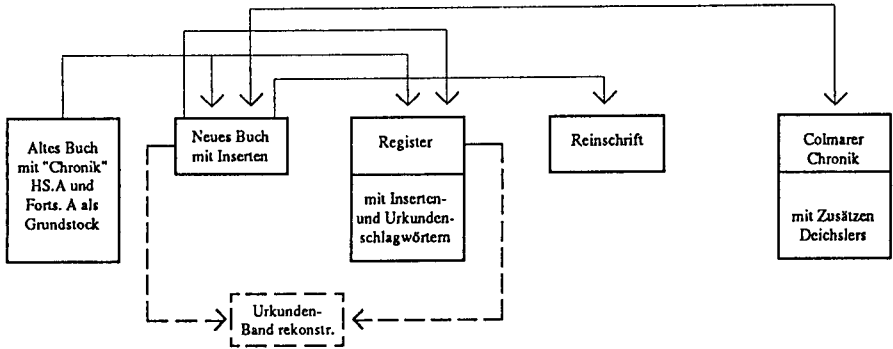 Altes Buch
mit "Chronik"
HS.A und
Forts. A als
Grundstock
Neues Buch
mit Inserten
Register
mit Inserten-
und Urkunden-
schlagwörtern
Reinschrift
Colmarer
Chronik
mit Zusätzen
Deichslers
Urkunden-
Band rekonstr.